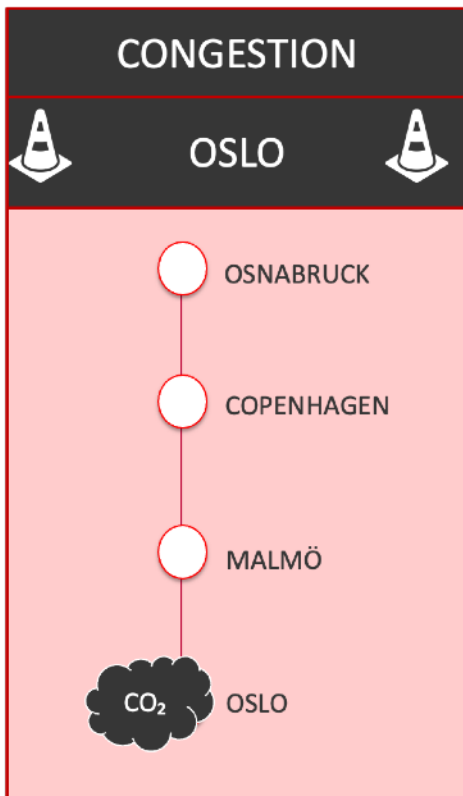 CONGESTION
OSLO
OSNABRUCK
COPENHAGEN
MALMÖ
CO₂
OSLO